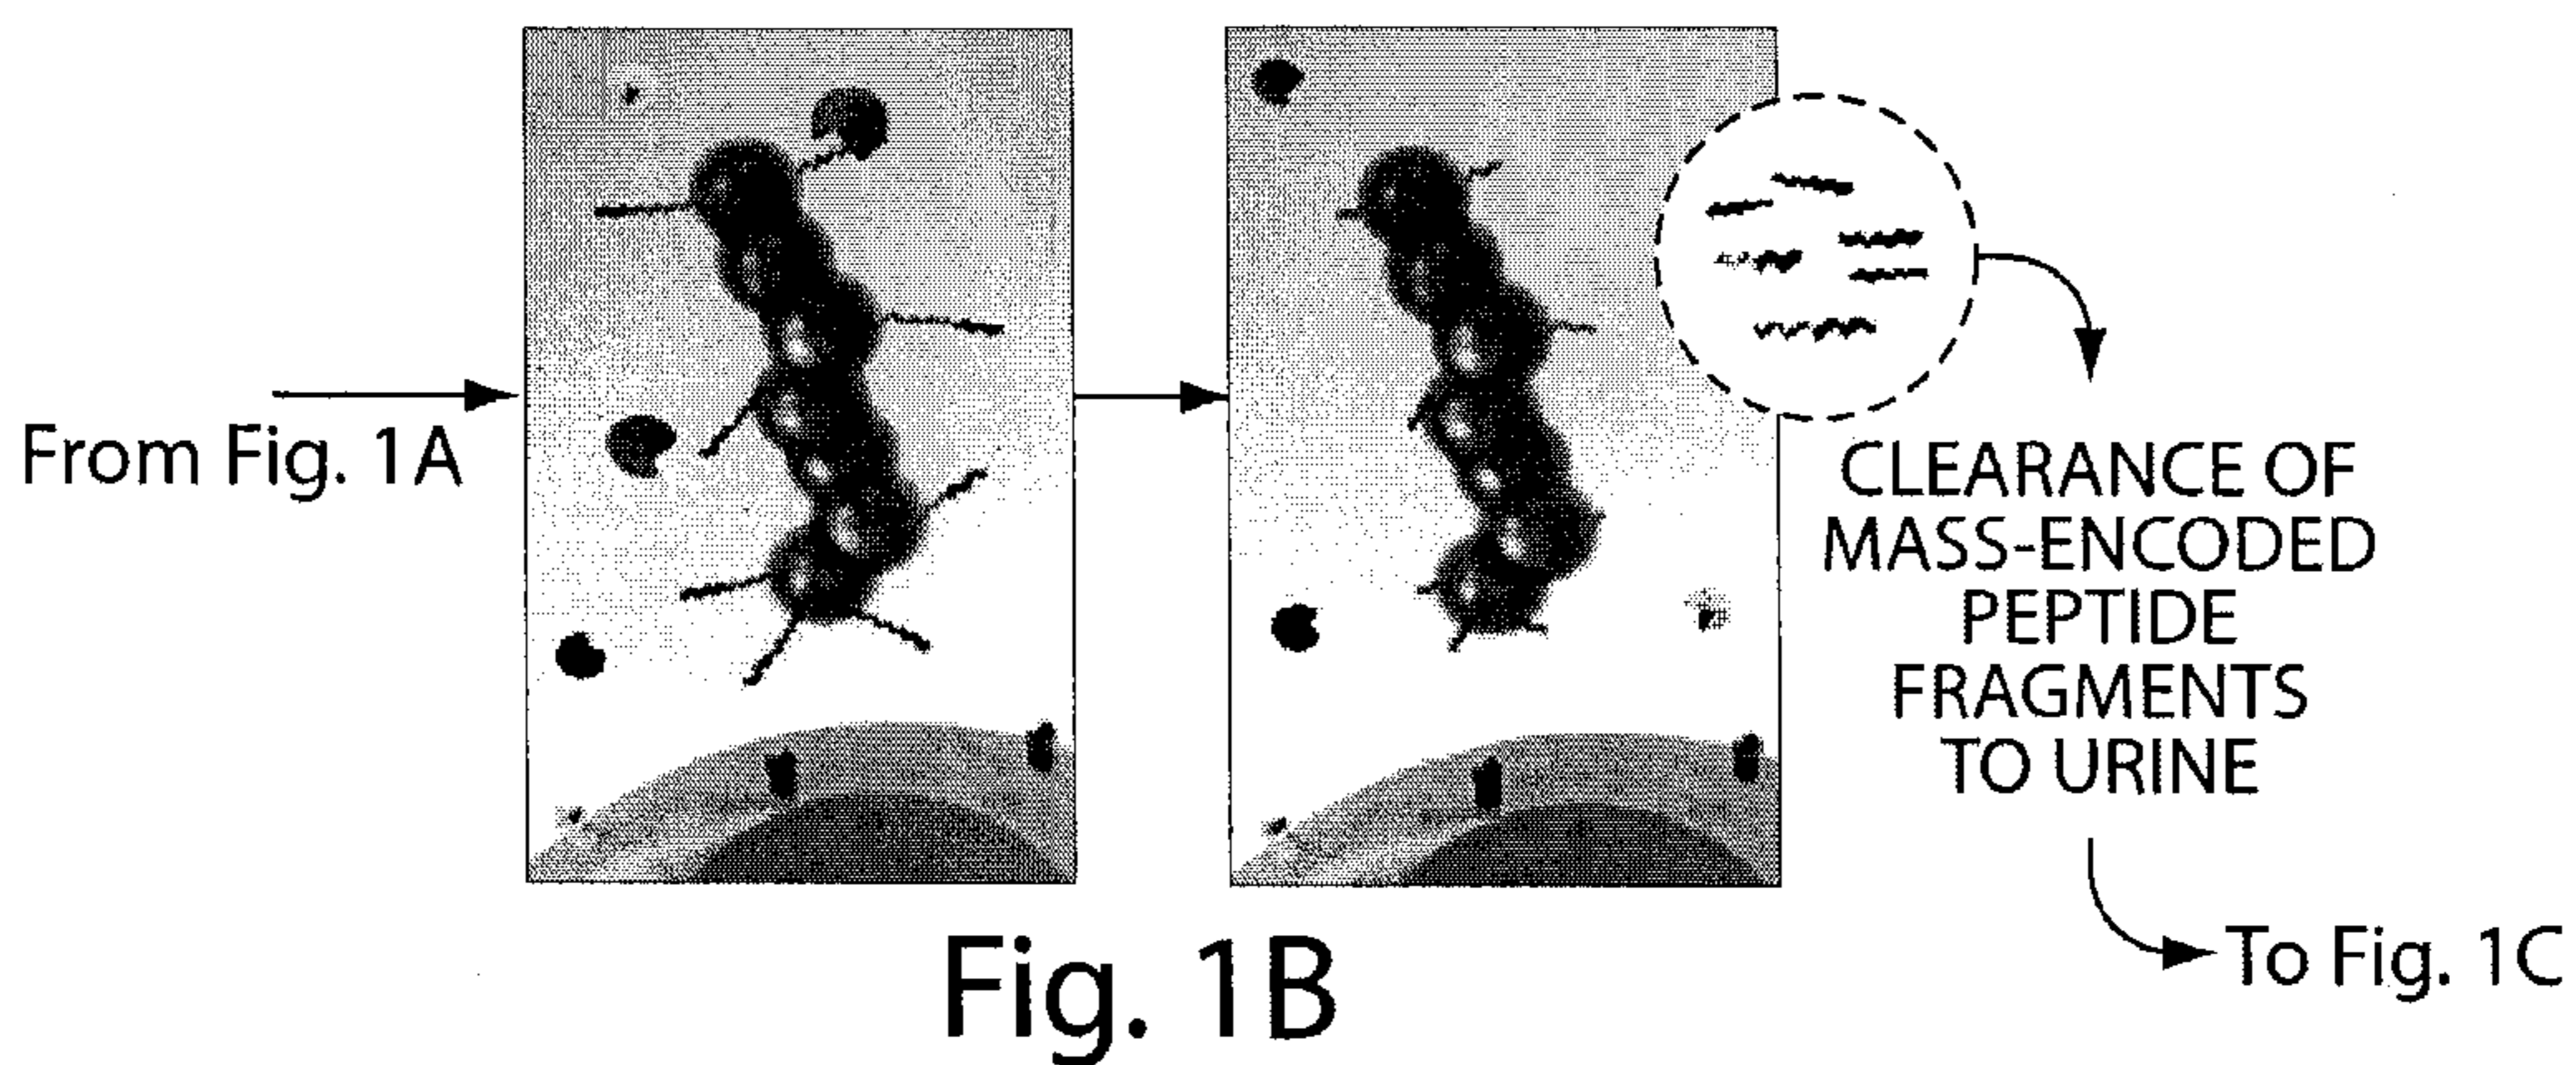 From Fig. 1A
CLEARANCE OF
MASS-ENCODED
PEPTIDE
FRAGMENTS
TO URINE
To Fig. 1C
Fig. 1B